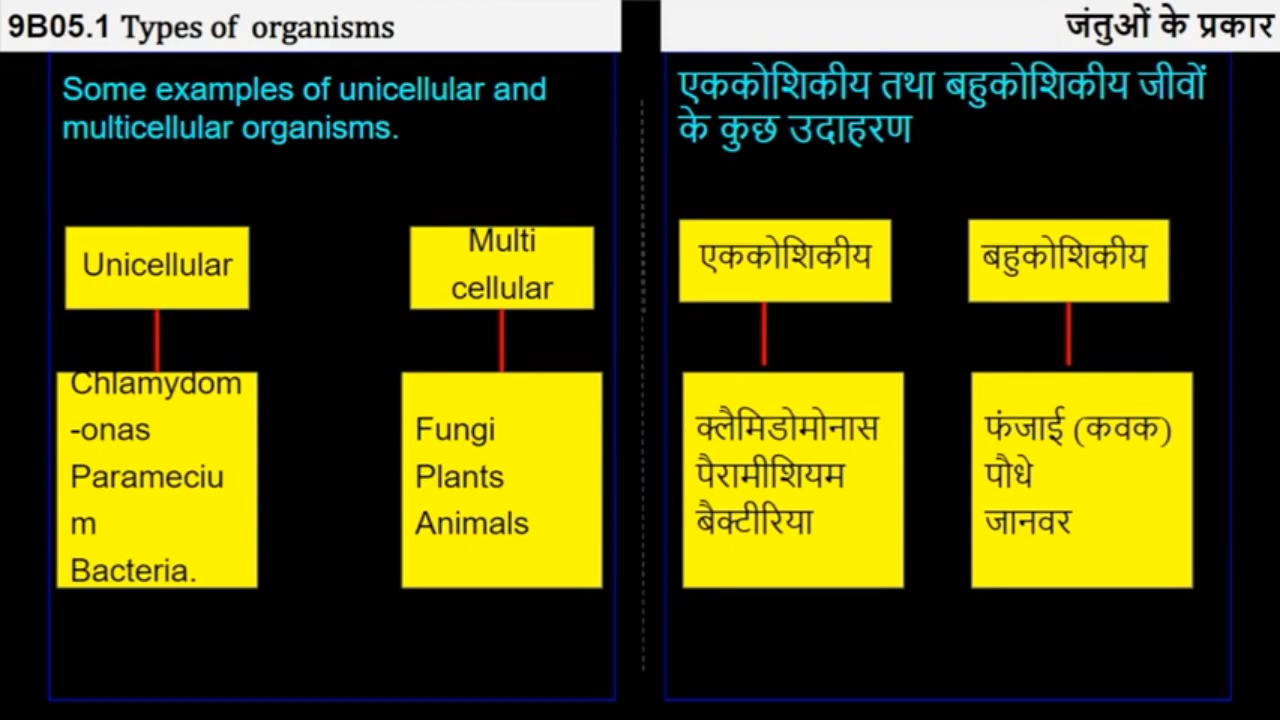 9B05.1 Types of organisms
Some examples of unicellular and
multicellular organisms.
Unicellular
Multi
cellular
Chlamydom
-onas
Parameciu
m
Bacteria.
Fungi
Plants
Animals
जंतुओं के प्रकार
एककोशिकीय तथा बहुकोशिकीय जीवों
के कुछ उदाहरण
एककोशिकीय
बहुकोशिकीय
क्लैमिडोमोनास
पैरामीशियम
बैक्टीरिया
फंजाई (कवक)
पौधे
जानवर